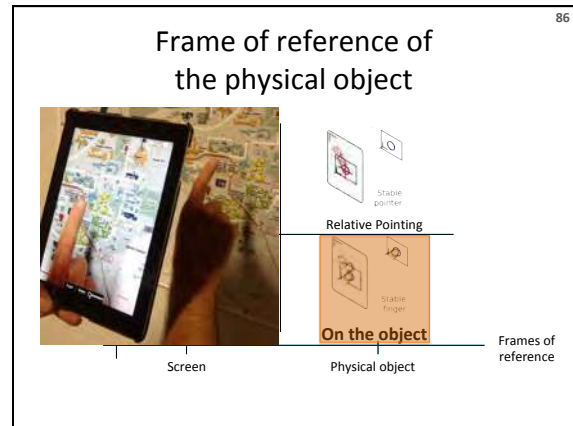 86
Frame of reference of
the physical object
Stable
pointer
Relative Pointing
Stable
finger
On the object
Frames of
reference
Screen
Physical object